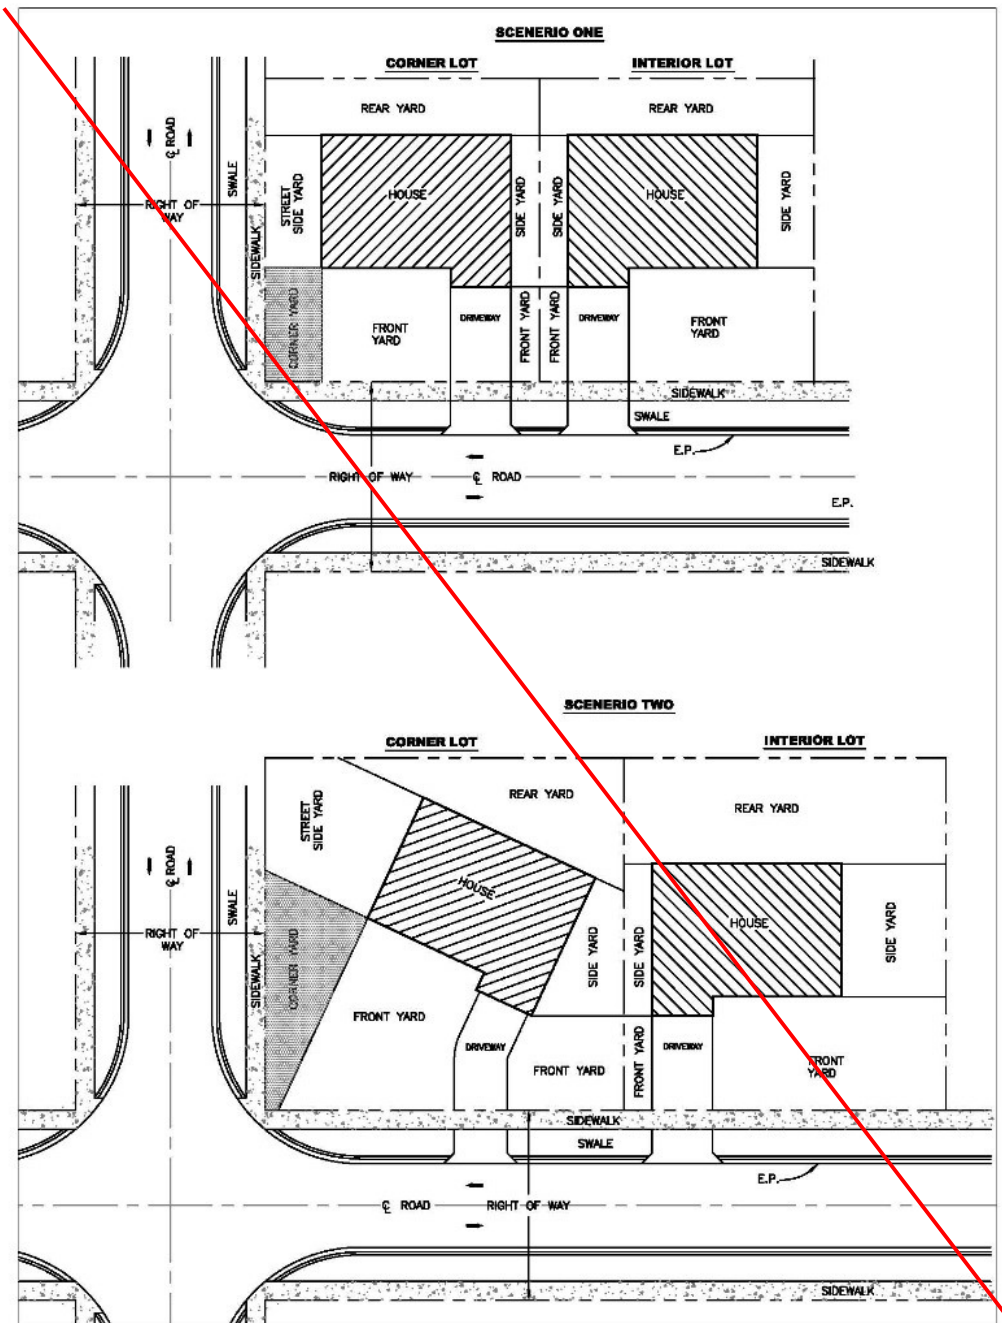 SCENERIO ONE
CORNER LOT
INTERIOR LOT
REAR YARD
REAR YARD
℄ ROAD
SWALE
RIGHT OF
WAY
SIDEWALK
STREET
SIDE YARD
HOUSE
SIDE YARD
SIDE YARD
HOUSE
SIDE YARD
CORNER YARD
FRONT
YARD
DRIVEWAY
FRONT YARD
FRONT YARD
DRIVEWAY
FRONT
YARD
SIDEWALK
SWALE
E.P.
RIGHT OF WAY
℄ ROAD
E.P.
SIDEWALK
SCENERIO TWO
CORNER LOT
INTERIOR LOT
STREET
SIDE YARD
REAR YARD
REAR YARD
℄ ROAD
SWALE
RIGHT OF
WAY
SIDEWALK
CORNER YARD
HOUSE
SIDE YARD
SIDE YARD
HOUSE
SIDE YARD
FRONT YARD
DRIVEWAY
FRONT YARD
FRONT YARD
DRIVEWAY
FRONT
YARD
SIDEWALK
SWALE
E.P.
℄ ROAD
RIGHT OF WAY
SIDEWALK